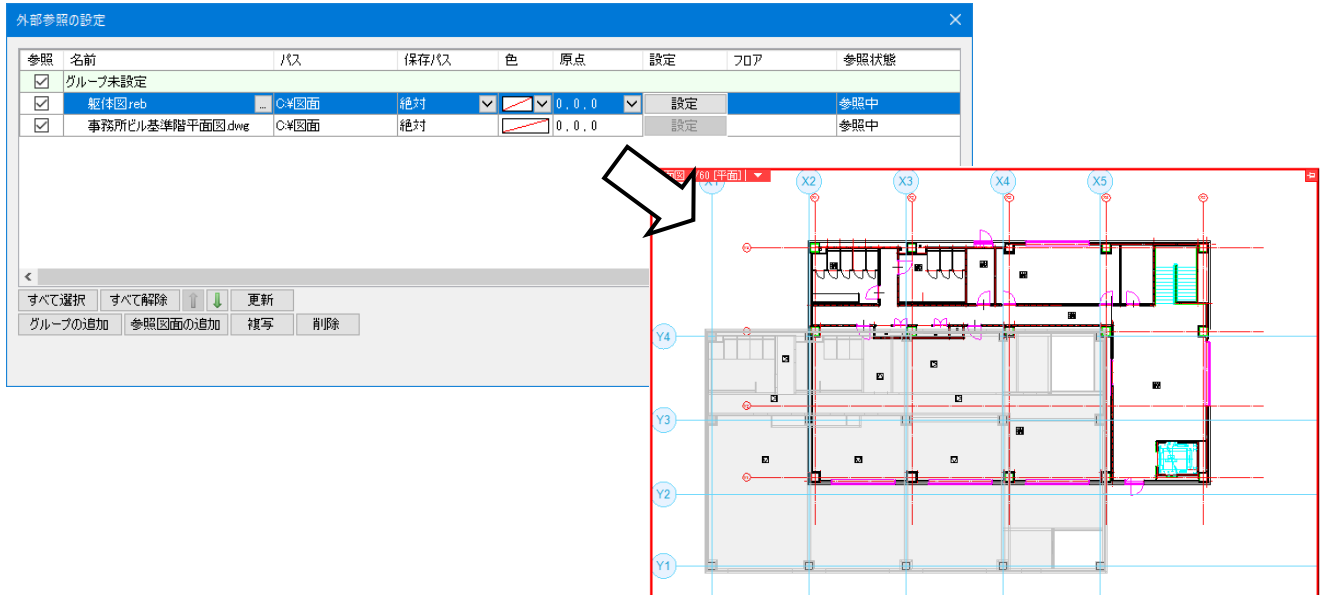 外部参照の設定
参照 名前 パス 保存パス 色 原点 設定 フロア 参照状態
グループ未設定
躯体図.reb ... C:¥図面 絶対 0,0,0 設定 参照中
事務所ビル基準階平面図.dwg C:¥図面 絶対 0,0,0 設定 参照中
すべて選択 すべて解除 更新
グループの追加 参照図面の追加 複写 削除
面図 /60 [平面]
X1 X2 X3 X4 X5
Y4
Y3
Y2
Y1